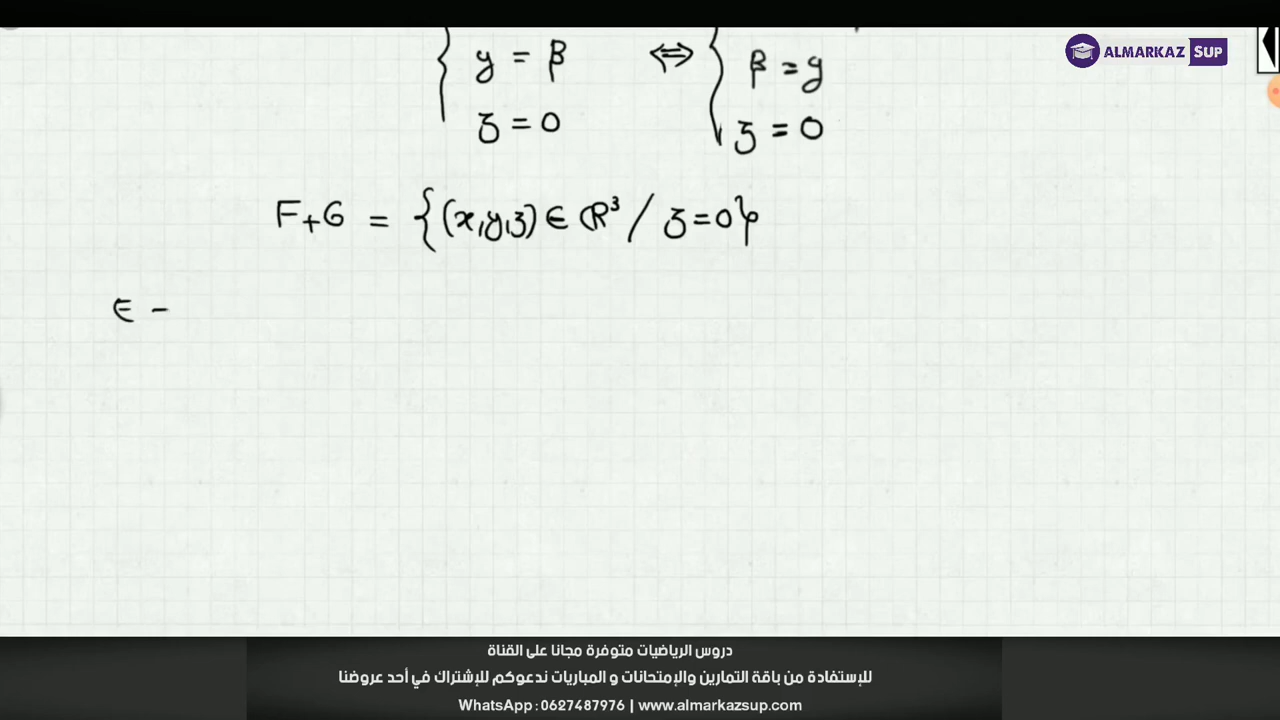 ALMARKAZ SUP
{ y = β ⇔ { β = y
z = 0 z = 0
F+G = {(x,y,z) ∈ ℝ³ / z=0}
E -
دروس الرياضيات متوفرة مجانا على القناة
للإستفادة من باقة التمارين والإمتحانات و المباريات ندعوكم للإشتراك في أحد عروضنا
WhatsApp : 0627487976 | www.almarkazsup.com